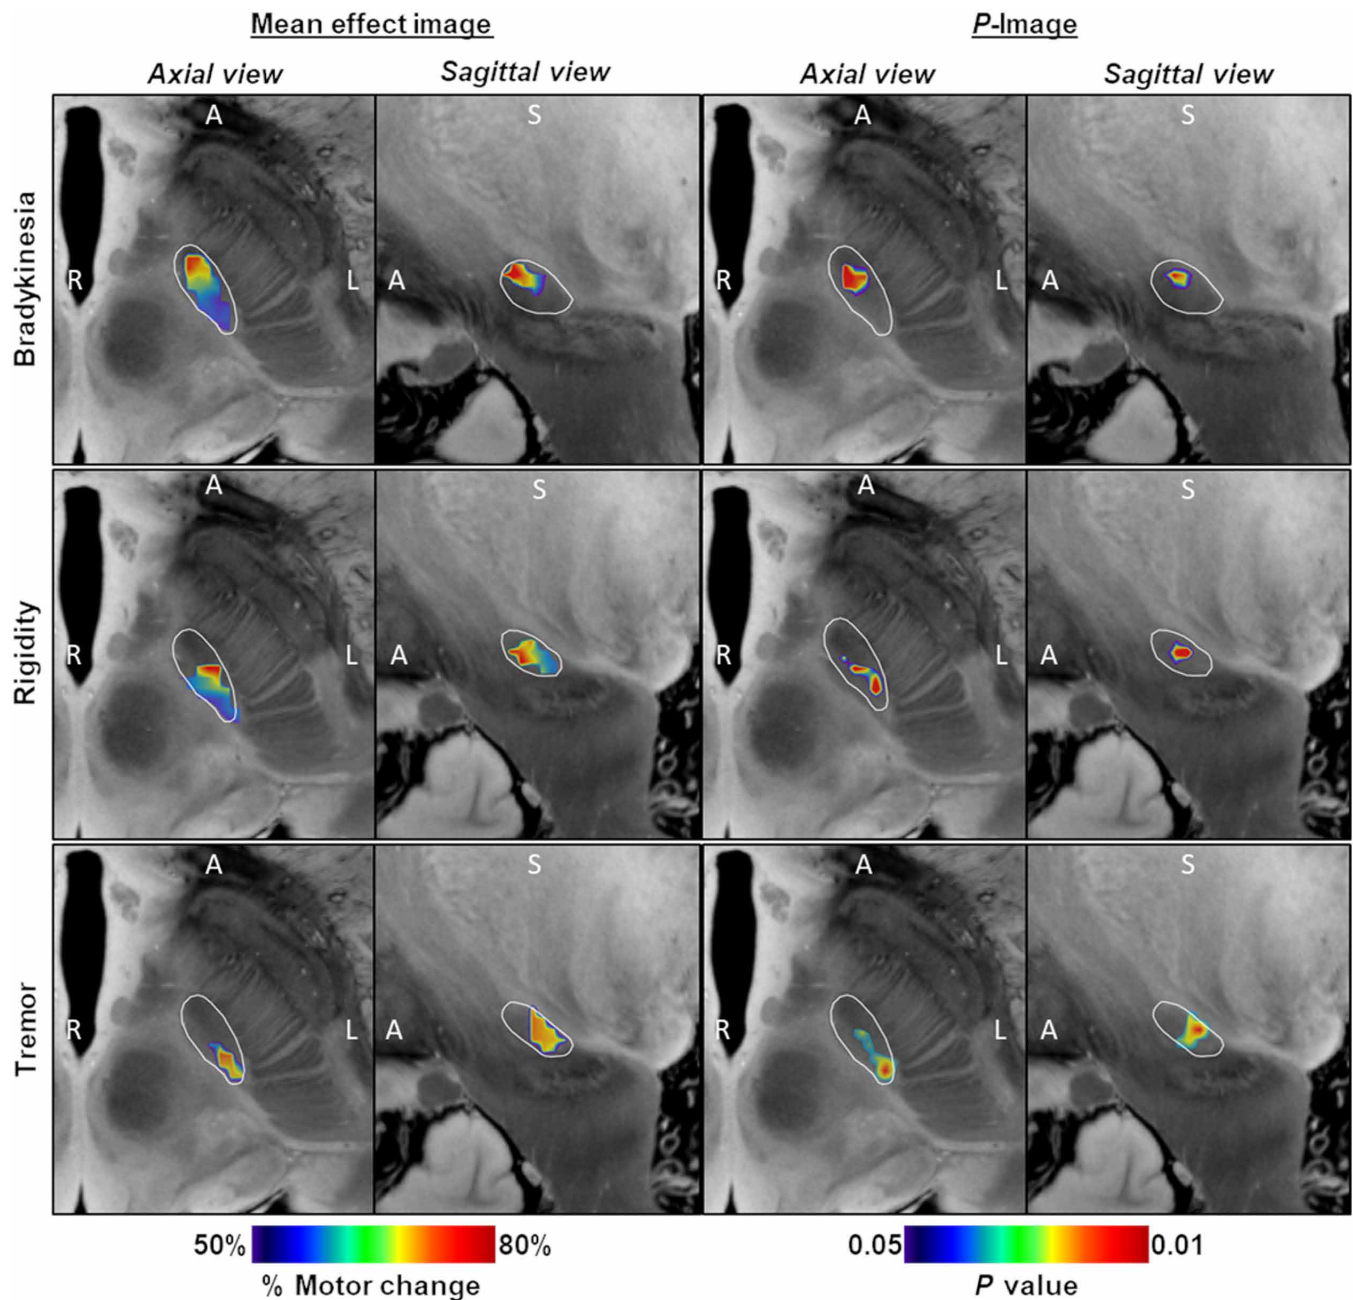 Mean effect image P-Image
Axial view Sagittal view Axial view Sagittal view
A S A S
Bradykinesia
R L A R L A
A S A S
Rigidity
R L A R L A
A S A S
Tremor
R L A R L A
50% 80% 0.05 0.01
% Motor change P value